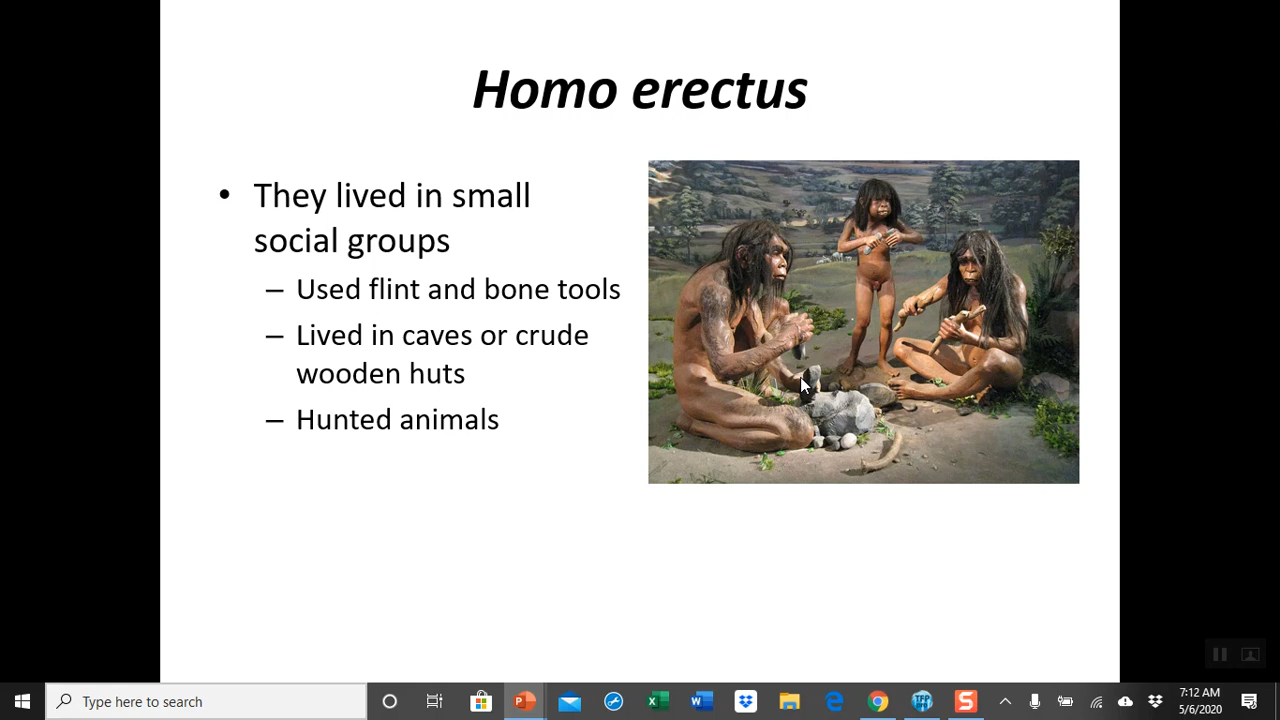 Homo erectus
• They lived in small
social groups
– Used flint and bone tools
– Lived in caves or crude
wooden huts
– Hunted animals
Type here to search
7:12 AM
5/6/2020